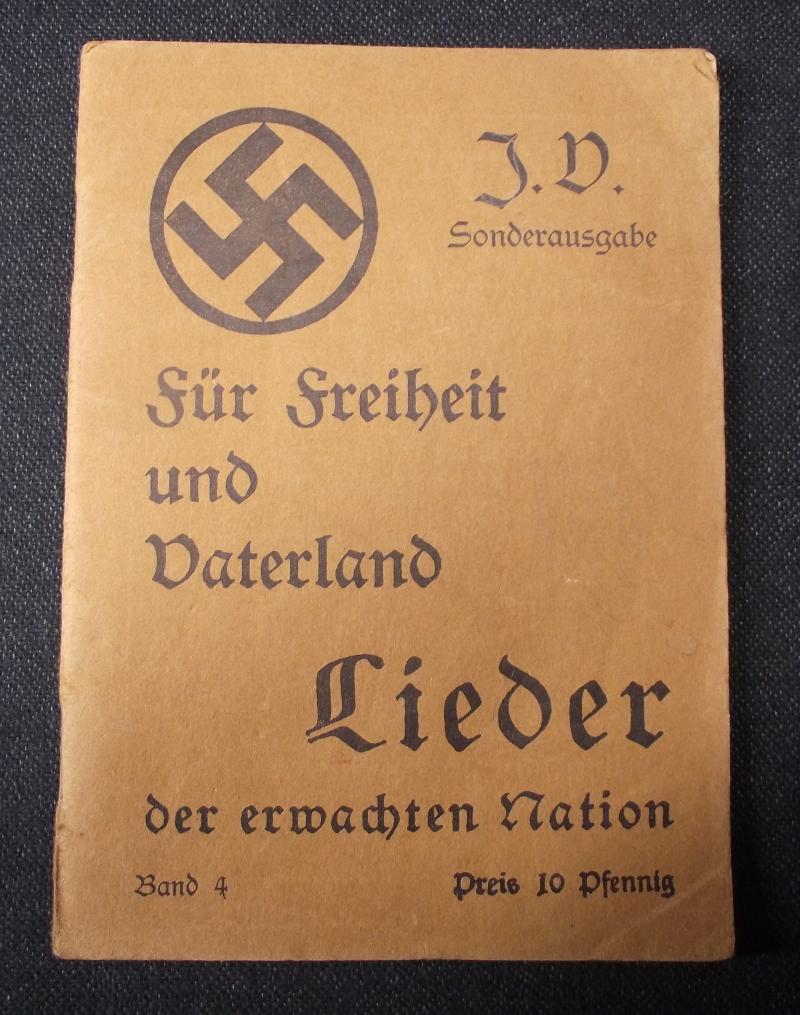 J. V.
Sonderausgabe
Für Freiheit
und
Vaterland
Lieder
der erwachten Nation
Band 4
Preis 10 Pfennig